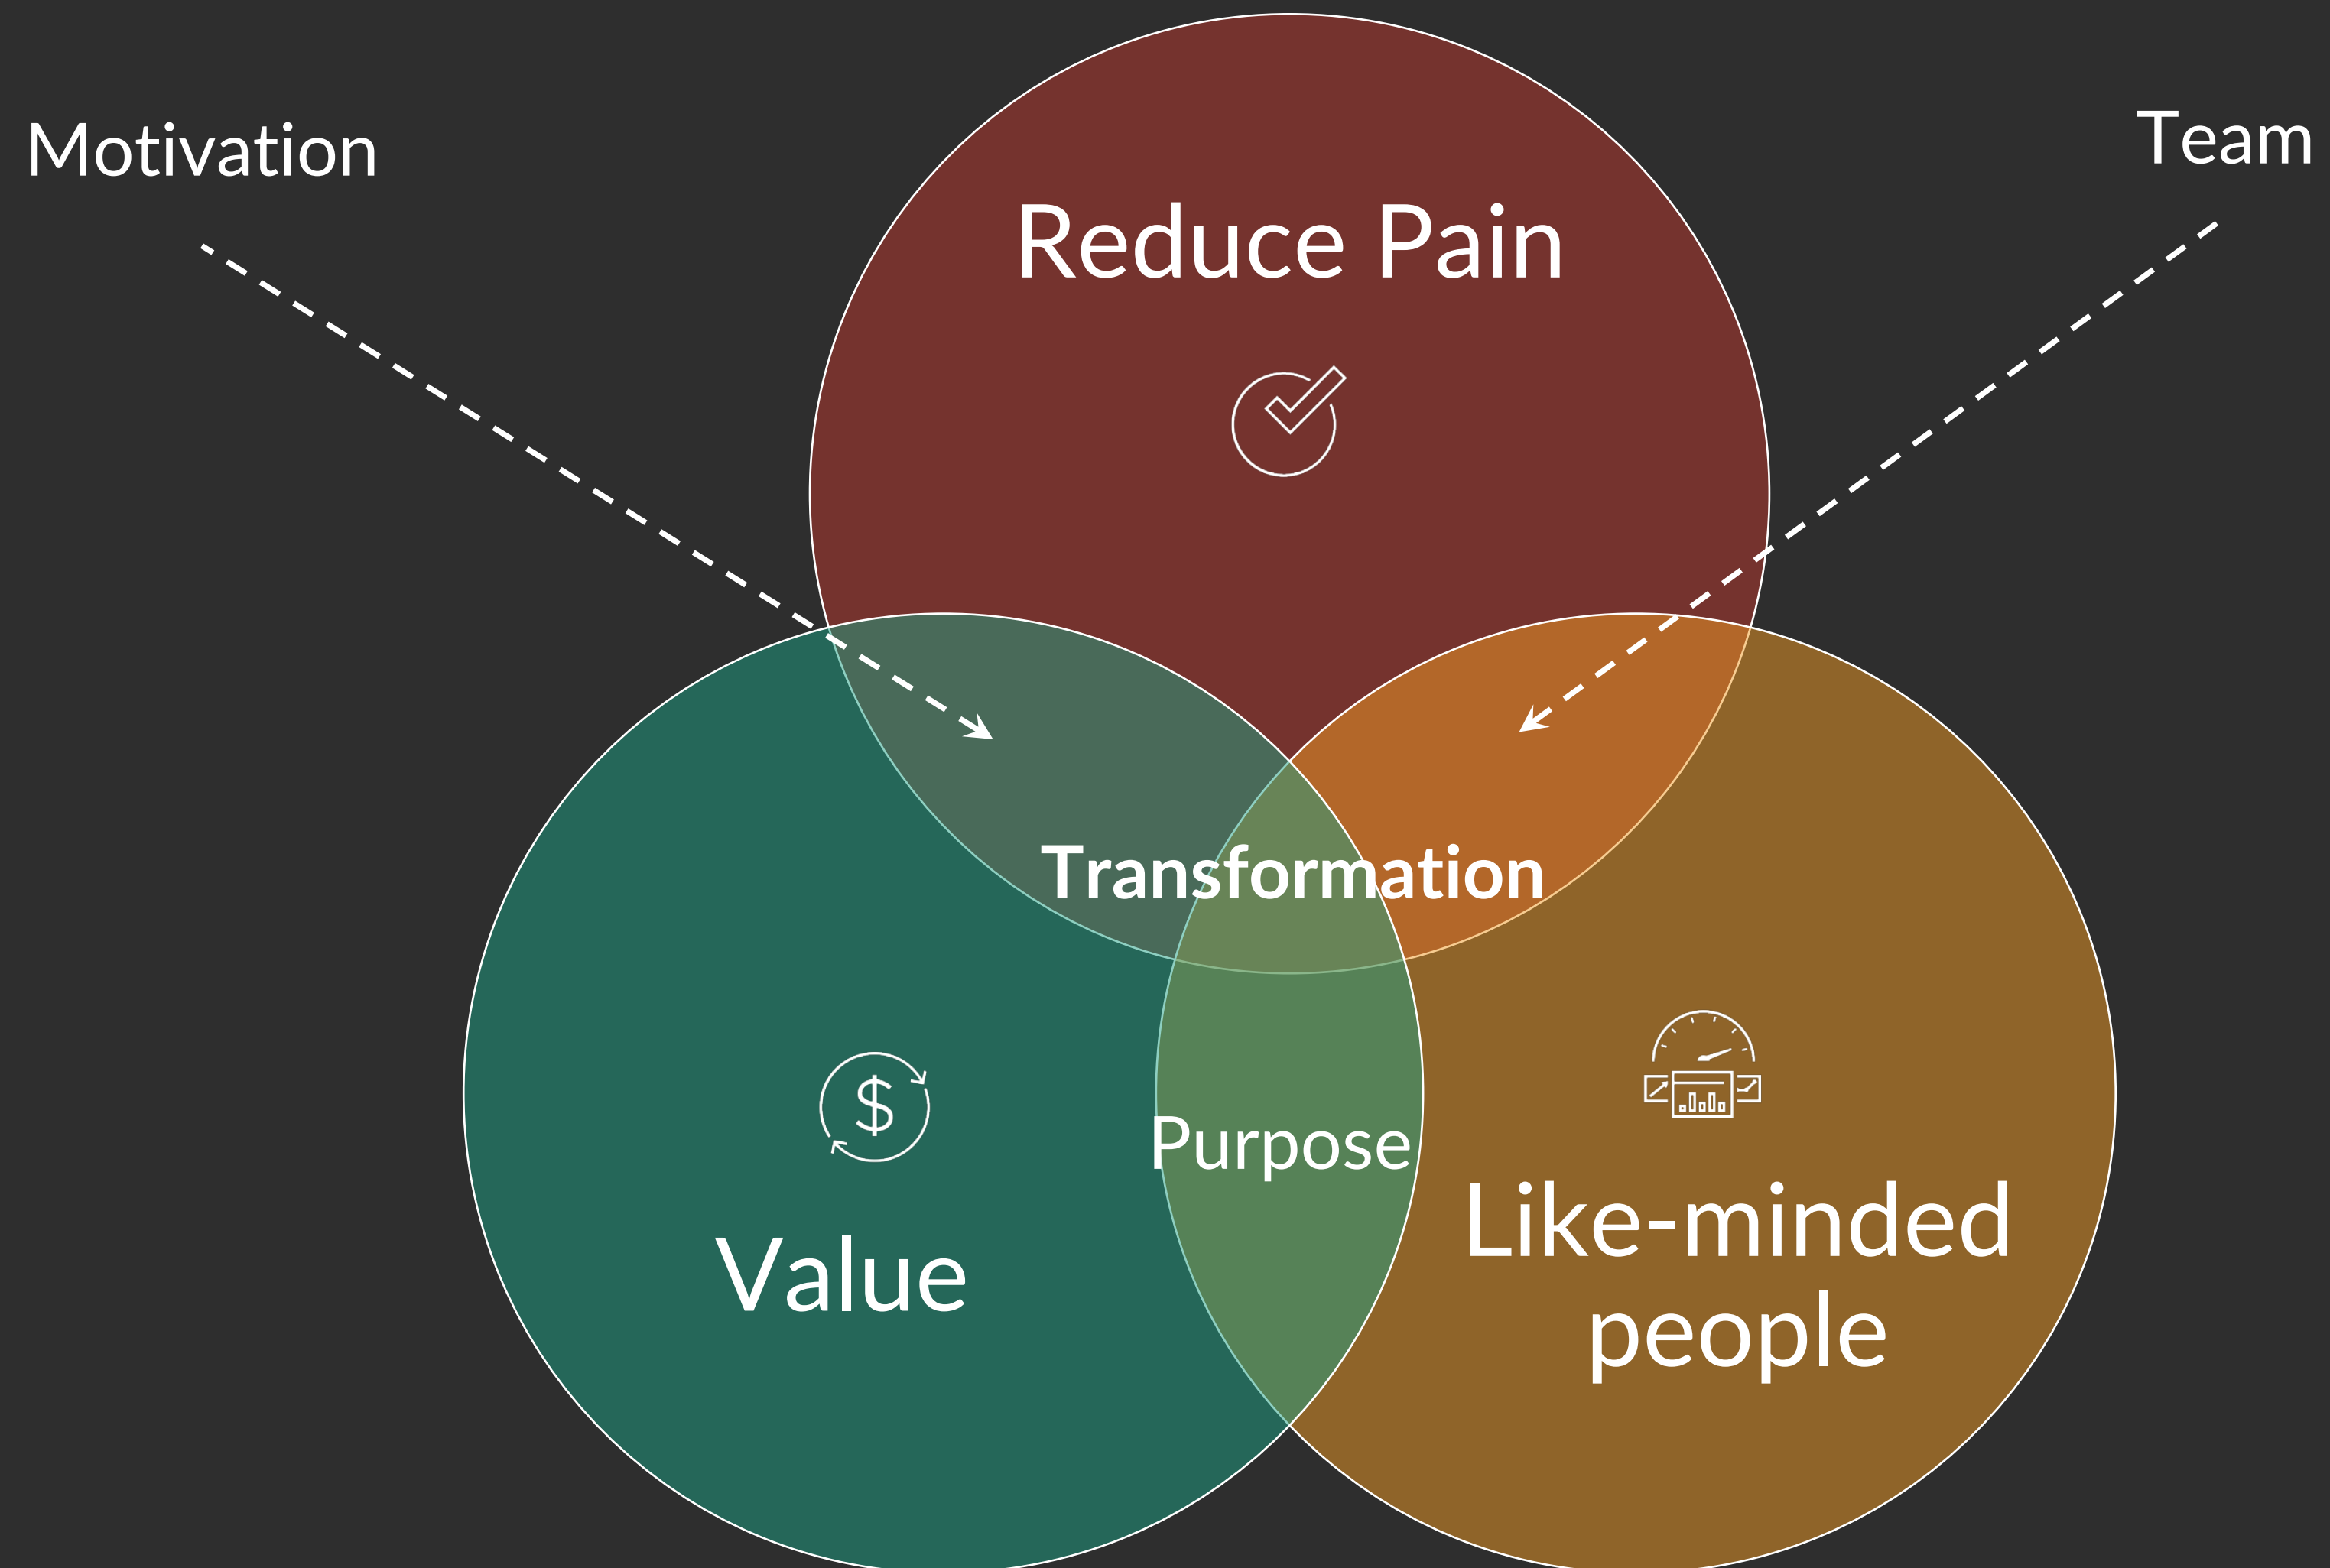 Motivation
Team
Reduce Pain
Transformation
$
Purpose
Value
Like-minded
people